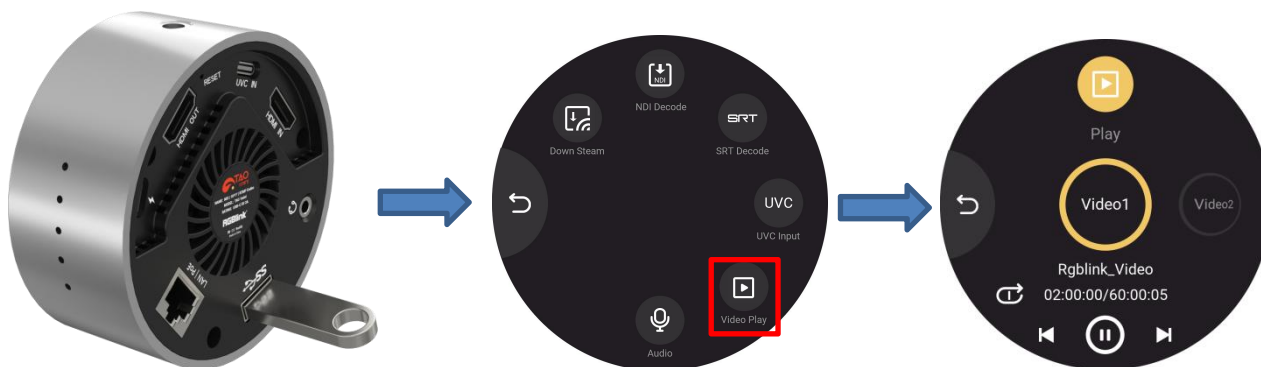 RESET
UVC IN
HDMI OUT
HDMI IN
TAO
RGBlink
LAN | PoE
SS
NDI
NDI Decode
Down Steam
SRT
SRT Decode
UVC
UVC Input
Video Play
Audio
Play
Video1
Video2
Rgblink_Video
02:00:00/60:00:05